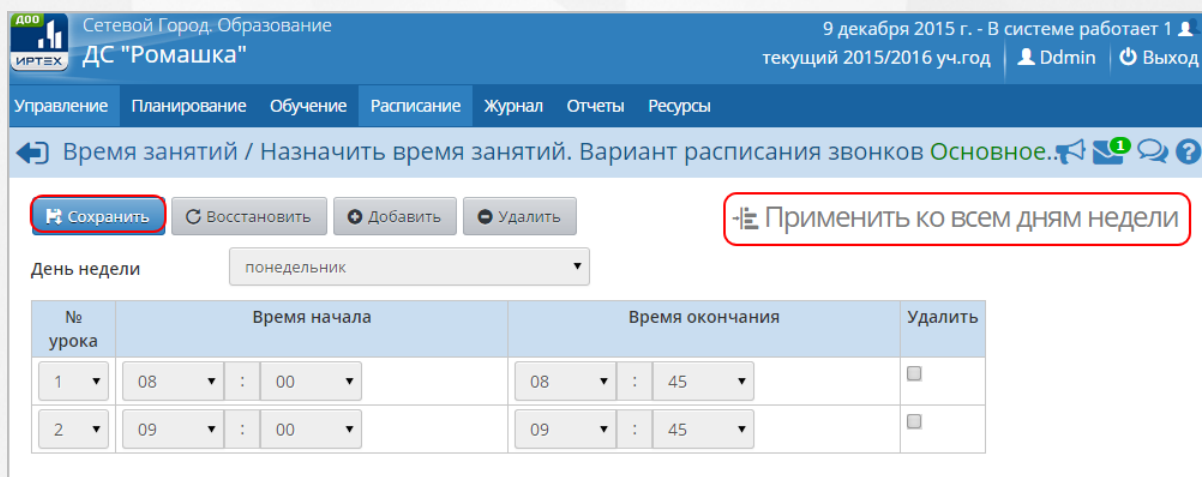 ДОО
ИРТЕХ
Сетевой Город. Образование
ДС "Ромашка"
9 декабря 2015 г. - В системе работает 1
текущий 2015/2016 уч.год Ddmin Выход
Управление Планирование Обучение Расписание Журнал Отчеты Ресурсы
Время занятий / Назначить время занятий. Вариант расписания звонков Основное.. 1 ?
Сохранить Восстановить Добавить Удалить Применить ко всем дням недели
День недели понедельник
№ урока Время начала Время окончания Удалить
1 08 : 00 08 : 45
2 09 : 00 09 : 45